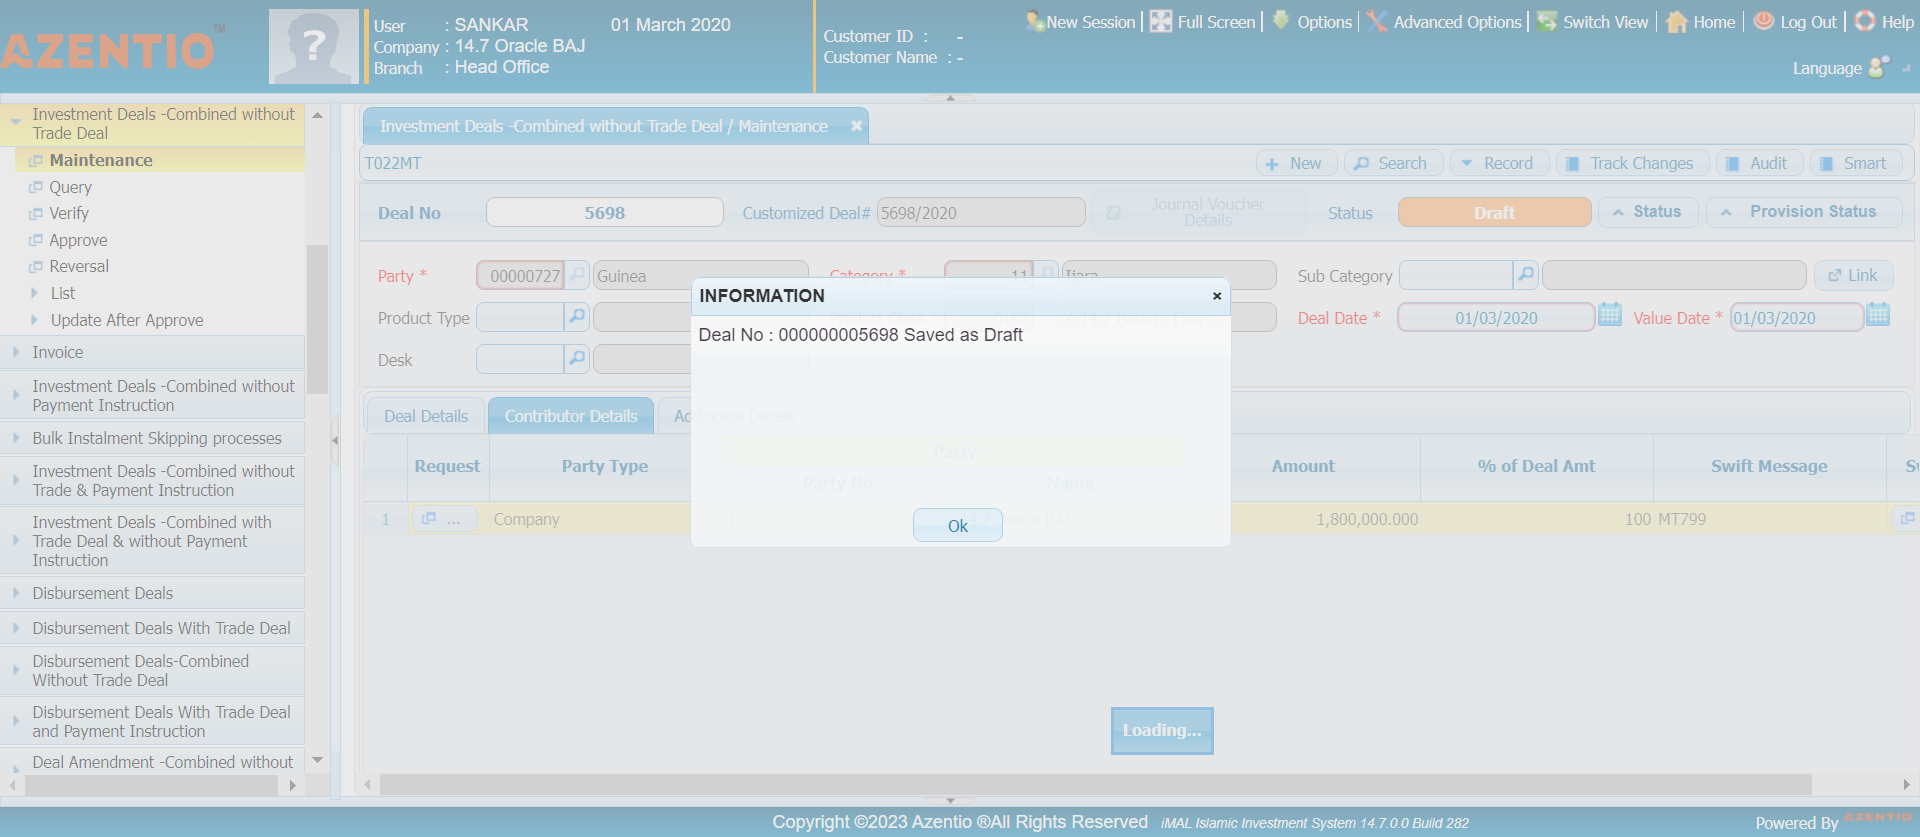 AZENTIO TM
User : SANKAR 01 March 2020
Company : 14.7 Oracle BAJ
Branch : Head Office
Customer ID : -
Customer Name : -
New Session Full Screen Options Advanced Options Switch View Home Log Out Help
Language
Investment Deals -Combined without
Trade Deal
Maintenance
Query
Verify
Approve
Reversal
List
Update After Approve
Invoice
Investment Deals -Combined without
Payment Instruction
Bulk Instalment Skipping processes
Investment Deals -Combined without
Trade & Payment Instruction
Investment Deals -Combined with
Trade Deal & without Payment
Instruction
Disbursement Deals
Disbursement Deals With Trade Deal
Disbursement Deals-Combined
Without Trade Deal
Disbursement Deals With Trade Deal
and Payment Instruction
Deal Amendment -Combined without
Investment Deals -Combined without Trade Deal / Maintenance
T022MT
New Search Record Track Changes Audit Smart
Deal No 5698 Customized Deal# 5698/2020 Journal Voucher
Details
Status Draft Status Provision Status
Party * 00000727 Guinea Category * 11 Ijara Sub Category Link
Product Type Product Class Deal Date * 01/03/2020 Value Date * 01/03/2020
Desk
INFORMATION
Deal No : 000000005698 Saved as Draft
Ok
Deal Details Contributor Details Additional Details
Request Party Type Party Amount % of Deal Amt Swift Message
Party No Name
1 ... Company 1 Oracle BAJ 1,800,000.000 100 MT799
Loading...
Copyright ©2023 Azentio ®All Rights Reserved iMAL Islamic Investment System 14.7.0.0 Build 282
Powered By AZENTIO